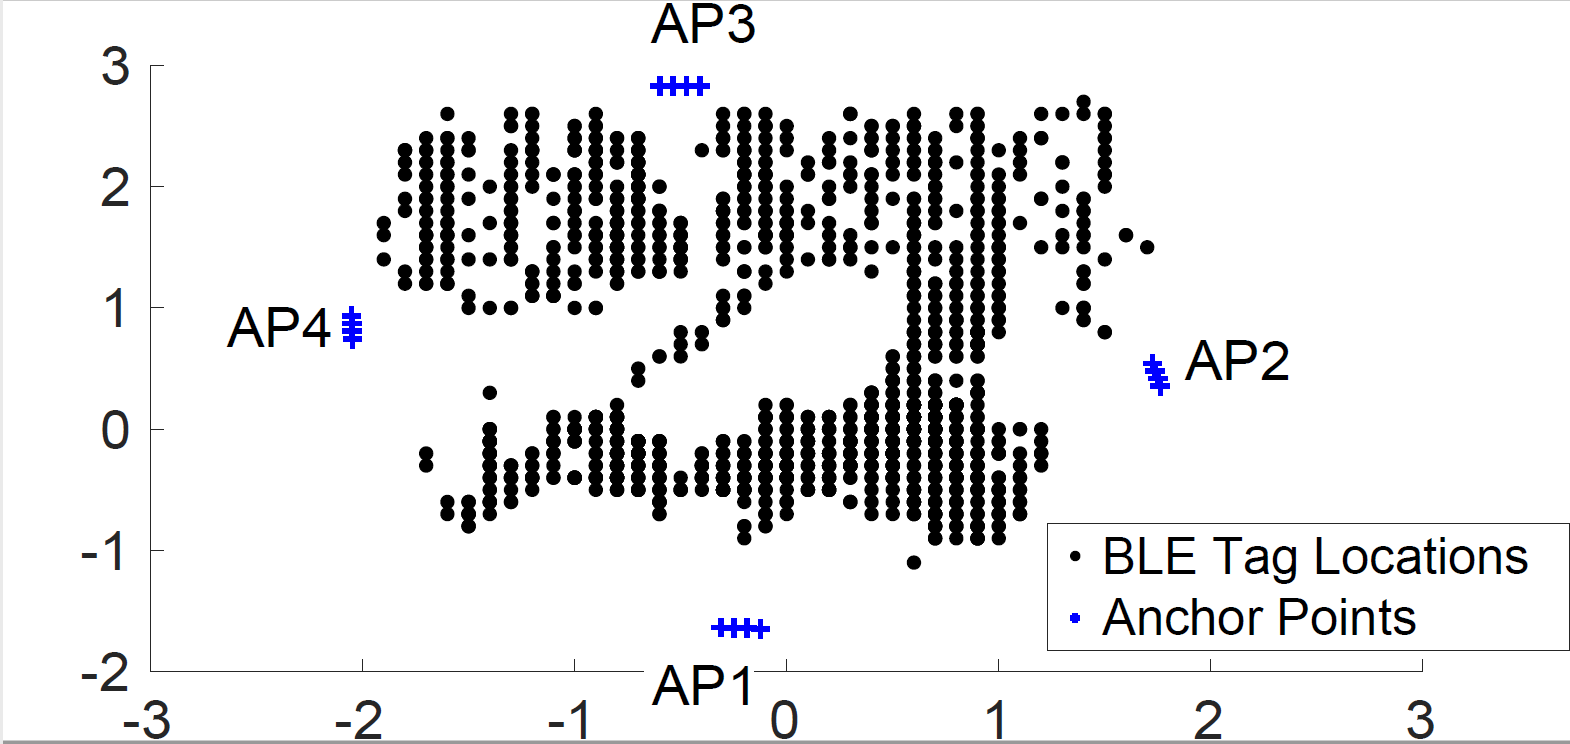 AP3
3
2
1
AP4
AP2
0
-1
BLE Tag Locations
Anchor Points
-2
AP1
-3
-2
-1
0
1
2
3